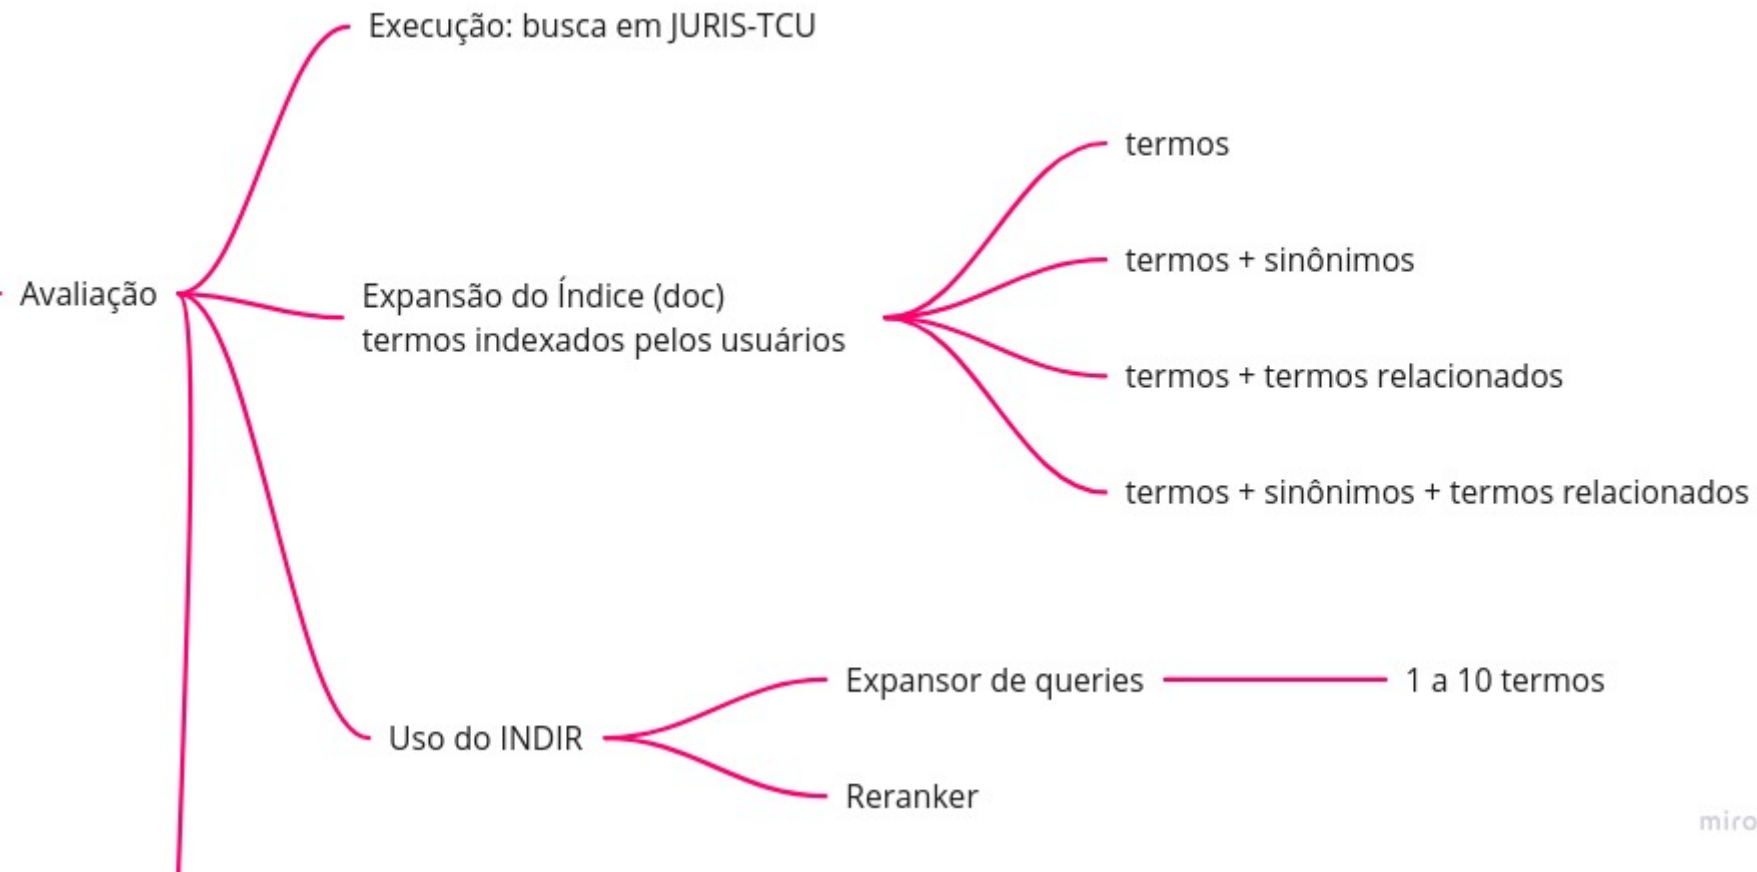 Execução: busca em JURIS-TCU
termos
termos + sinônimos
Avaliação
Expansão do Índice (doc)
termos indexados pelos usuários
termos + termos relacionados
termos + sinônimos + termos relacionados
Expansor de queries
1 a 10 termos
Uso do INDIR
Reranker
miro